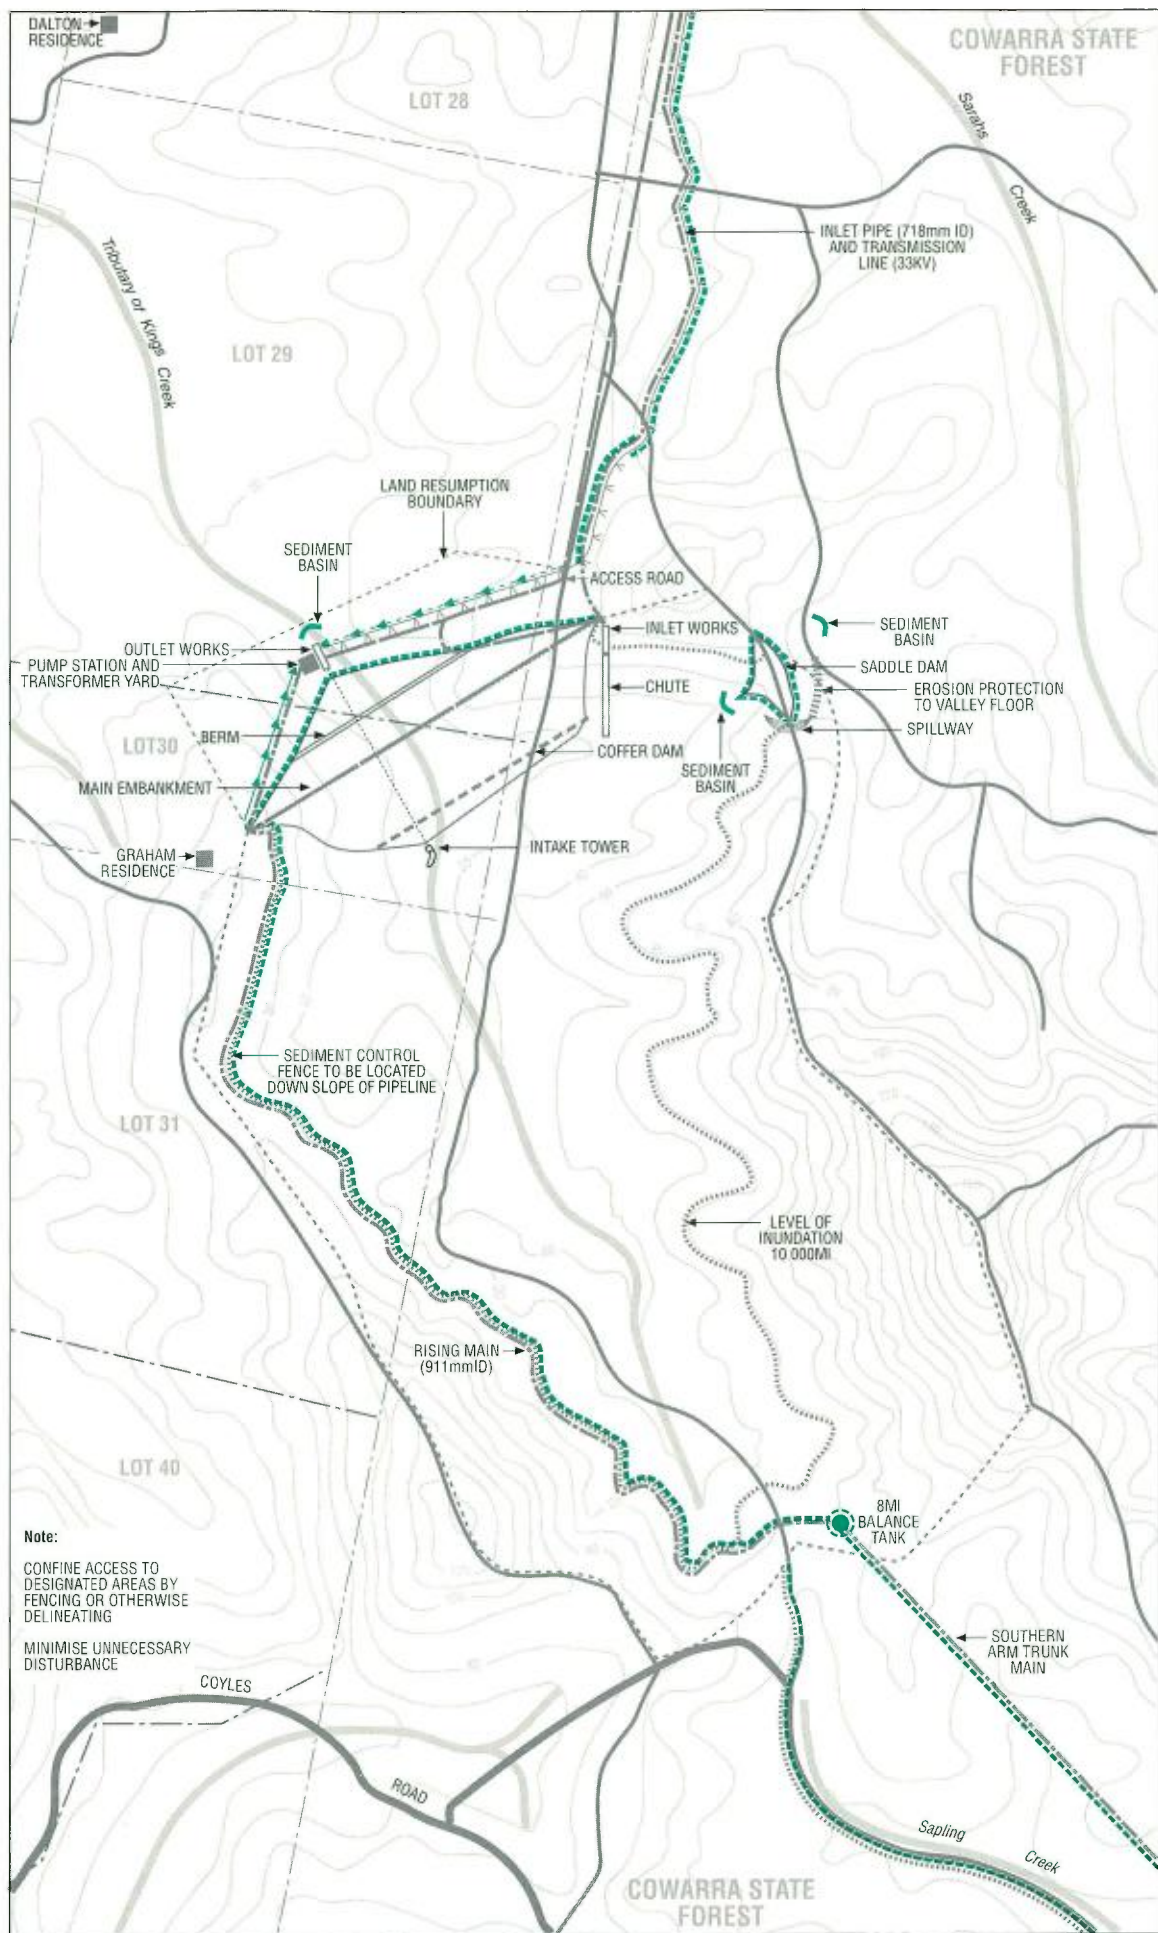 DALTON
RESIDENCE
COWARRA STATE
FOREST
LOT 28
Sarahs
Creek
INLET PIPE (718mm ID)
AND TRANSMISSION
LINE (33KV)
Tributary of Kings Creek
LOT 29
LAND RESUMPTION
BOUNDARY
SEDIMENT
BASIN
ACCESS ROAD
OUTLET WORKS
INLET WORKS
SEDIMENT
BASIN
PUMP STATION AND
TRANSFORMER YARD
SADDLE DAM
CHUTE
EROSION PROTECTION
TO VALLEY FLOOR
LOT30
BERM
SPILLWAY
COFFER DAM
SEDIMENT
BASIN
MAIN EMBANKMENT
INTAKE TOWER
GRAHAM
RESIDENCE
SEDIMENT CONTROL
FENCE TO BE LOCATED
DOWN SLOPE OF PIPELINE
LOT 31
LEVEL OF
INUNDATION
10 000Ml
RISING MAIN
(911mmID)
LOT 40
8Ml
BALANCE
TANK
Note:
CONFINE ACCESS TO
DESIGNATED AREAS BY
FENCING OR OTHERWISE
DELINEATING
MINIMISE UNNECESSARY
DISTURBANCE
SOUTHERN
ARM TRUNK
MAIN
COYLES
ROAD
Sapling
Creek
COWARRA STATE
FOREST